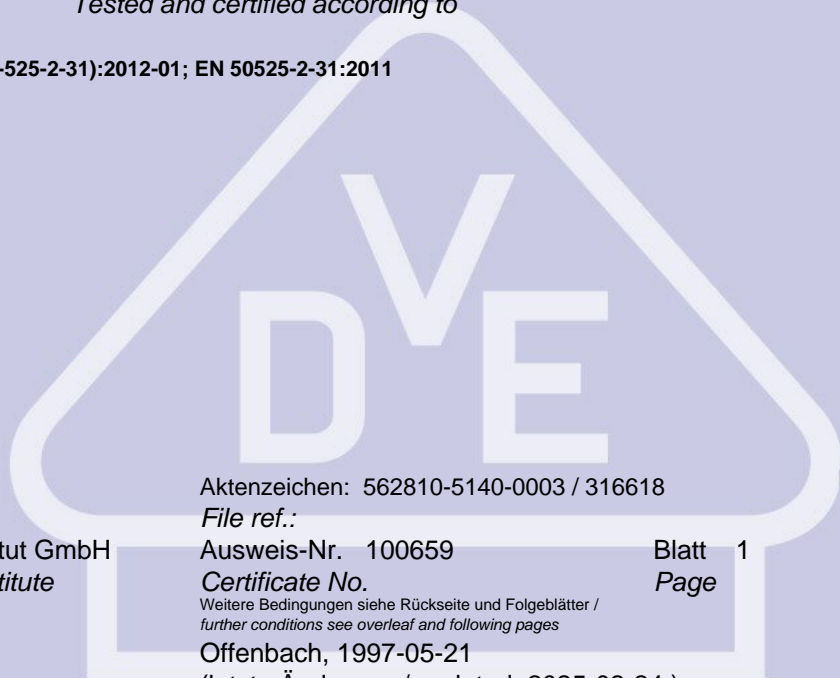 Tested and certified according to
-525-2-31):2012-01; EN 50525-2-31:2011
VDE
Aktenzeichen: 562810-5140-0003 / 316618
File ref.:
tut GmbH Ausweis-Nr. 100659 Blatt 1
titute Certificate No. Page
Weitere Bedingungen siehe Rückseite und Folgeblätter /
further conditions see overleaf and following pages
Offenbach, 1997-05-21